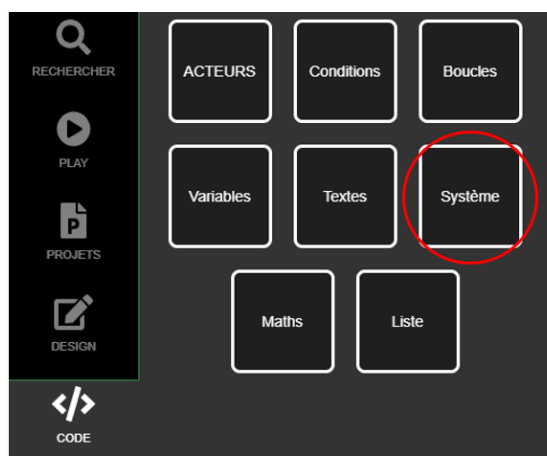 RECHERCHER
PLAY
PROJETS
DESIGN
CODE
ACTEURS
Conditions
Boucles
Variables
Textes
Système
Maths
Liste